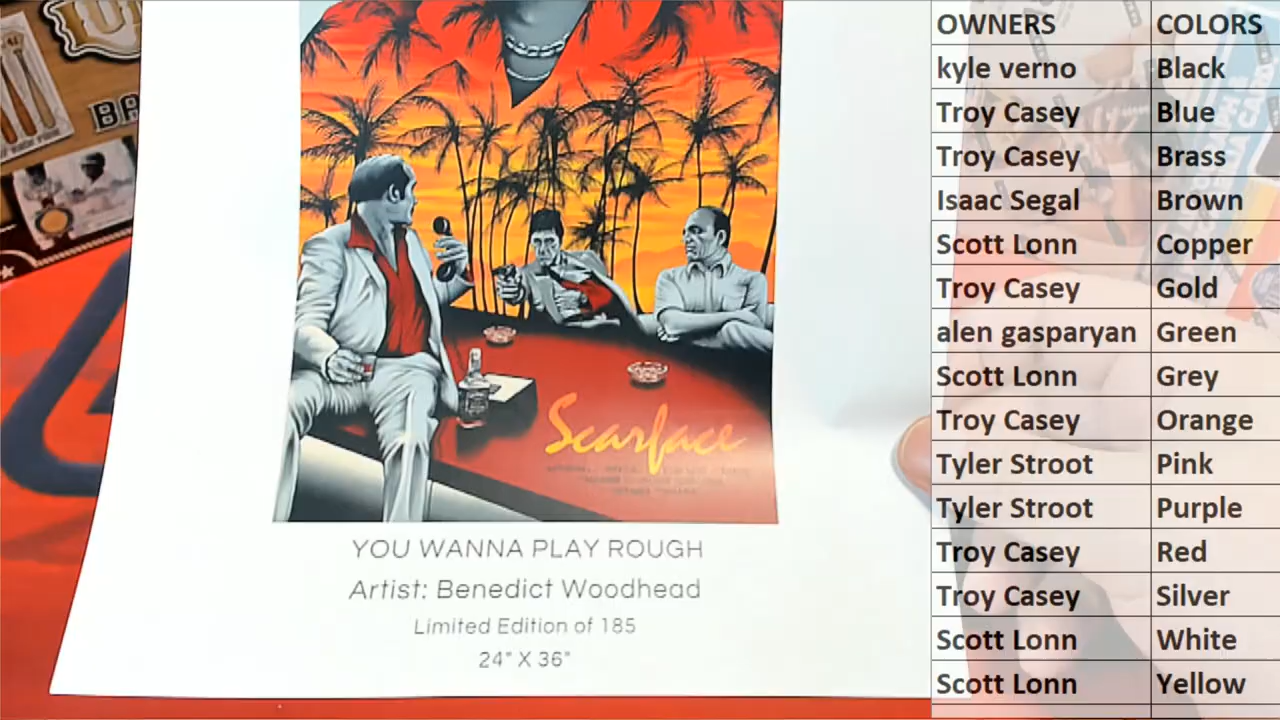 BA
Scarface
YOU WANNA PLAY ROUGH
Artist: Benedict Woodhead
Limited Edition of 185
24" X 36"
OWNERS COLORS
kyle verno Black
Troy Casey Blue
Troy Casey Brass
Isaac Segal Brown
Scott Lonn Copper
Troy Casey Gold
alen gasparyan Green
Scott Lonn Grey
Troy Casey Orange
Tyler Stroot Pink
Tyler Stroot Purple
Troy Casey Red
Troy Casey Silver
Scott Lonn White
Scott Lonn Yellow